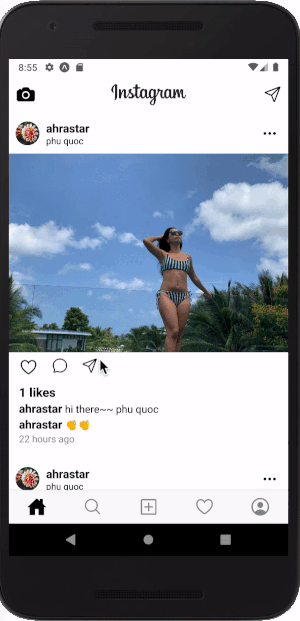 8:55
Instagram
ahrastar
phu quoc
1 likes
ahrastar hi there~~ phu quoc
ahrastar 👏👏
22 hours ago
ahrastar
phu quoc